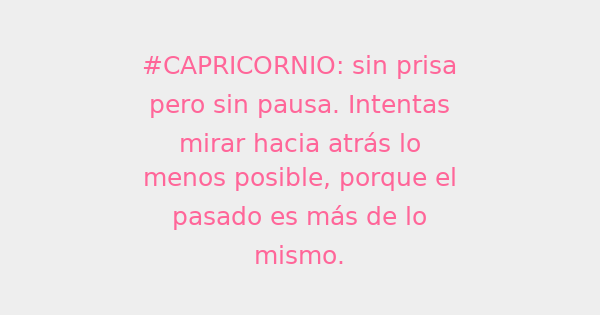 #CAPRICORNIO: sin prisa
pero sin pausa. Intentas
mirar hacia atrás lo
menos posible, porque el
pasado es más de lo
mismo.